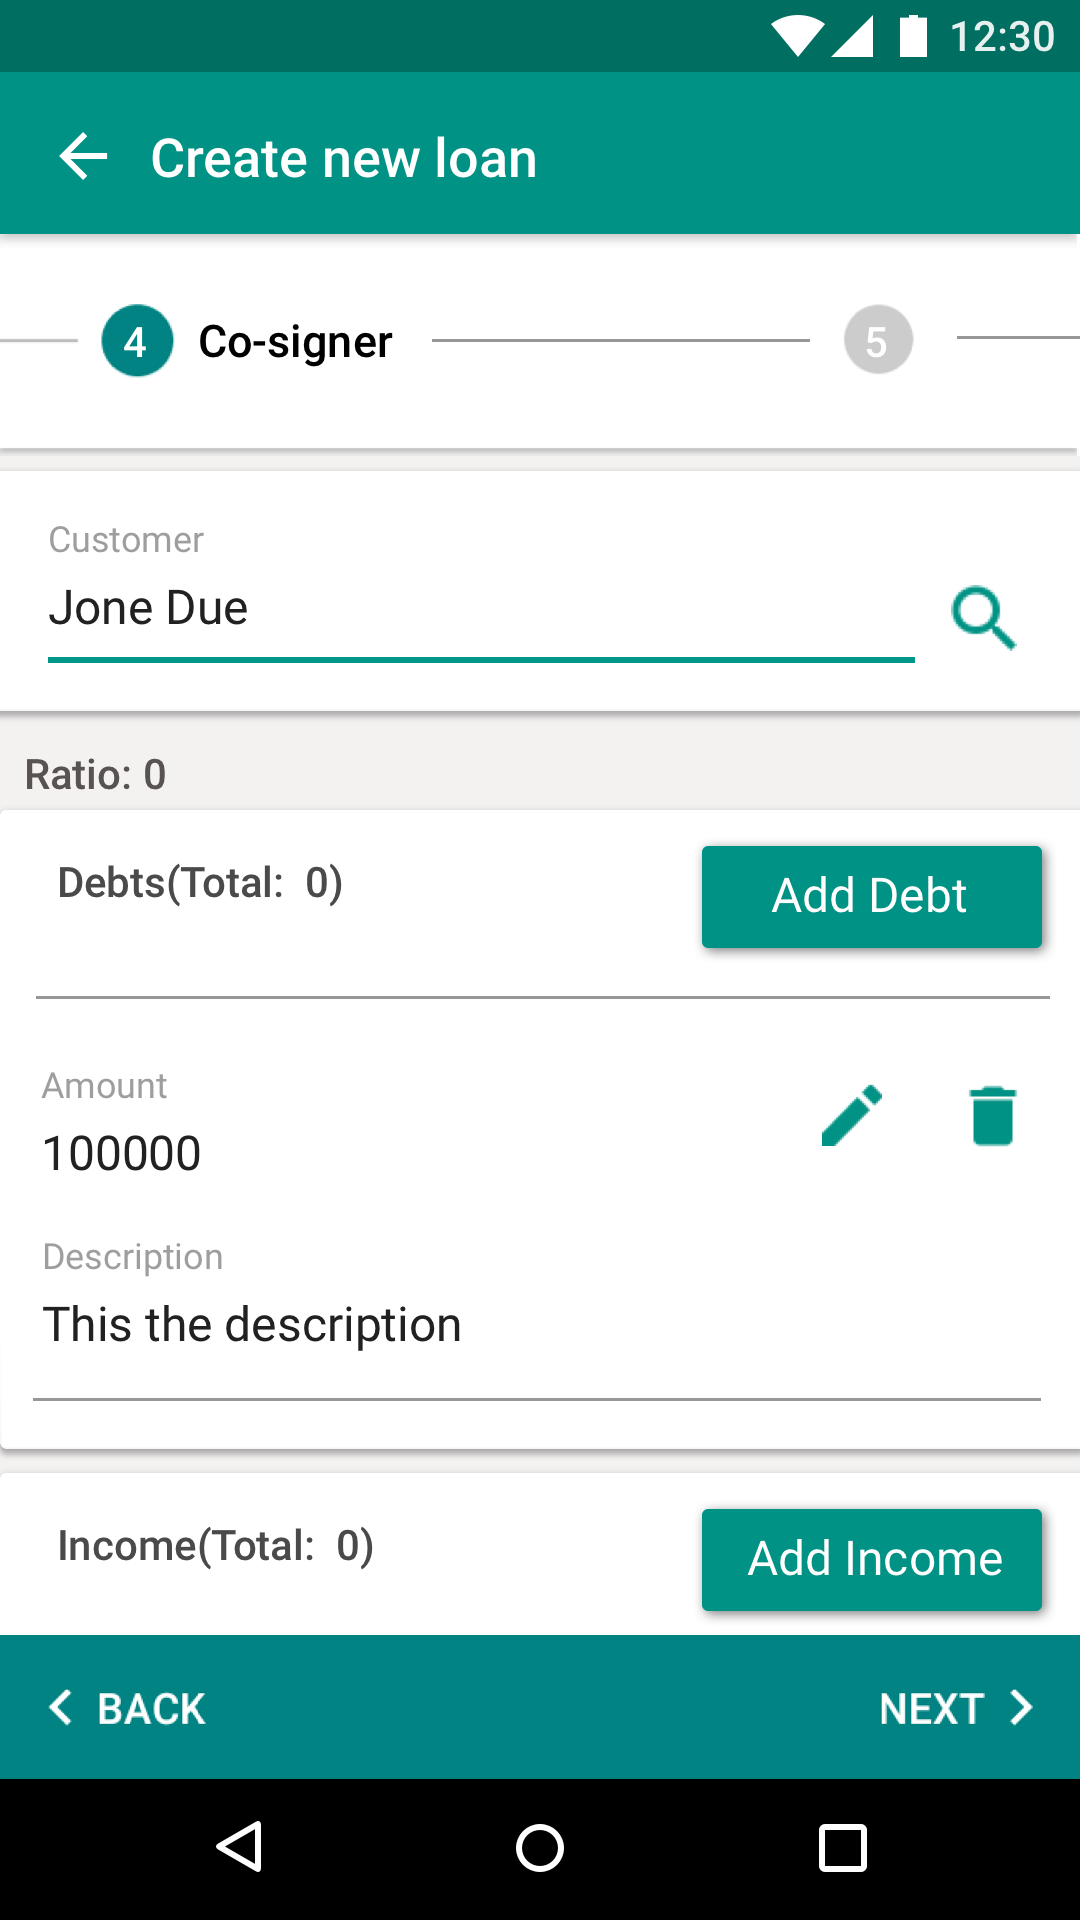 12:30
Create new loan
4 Co-signer 5
Customer
Jone Due
Ratio: 0
Debts(Total: 0)
Add Debt
Amount
100000
Description
This the description
Income(Total: 0)
Add Income
BACK NEXT